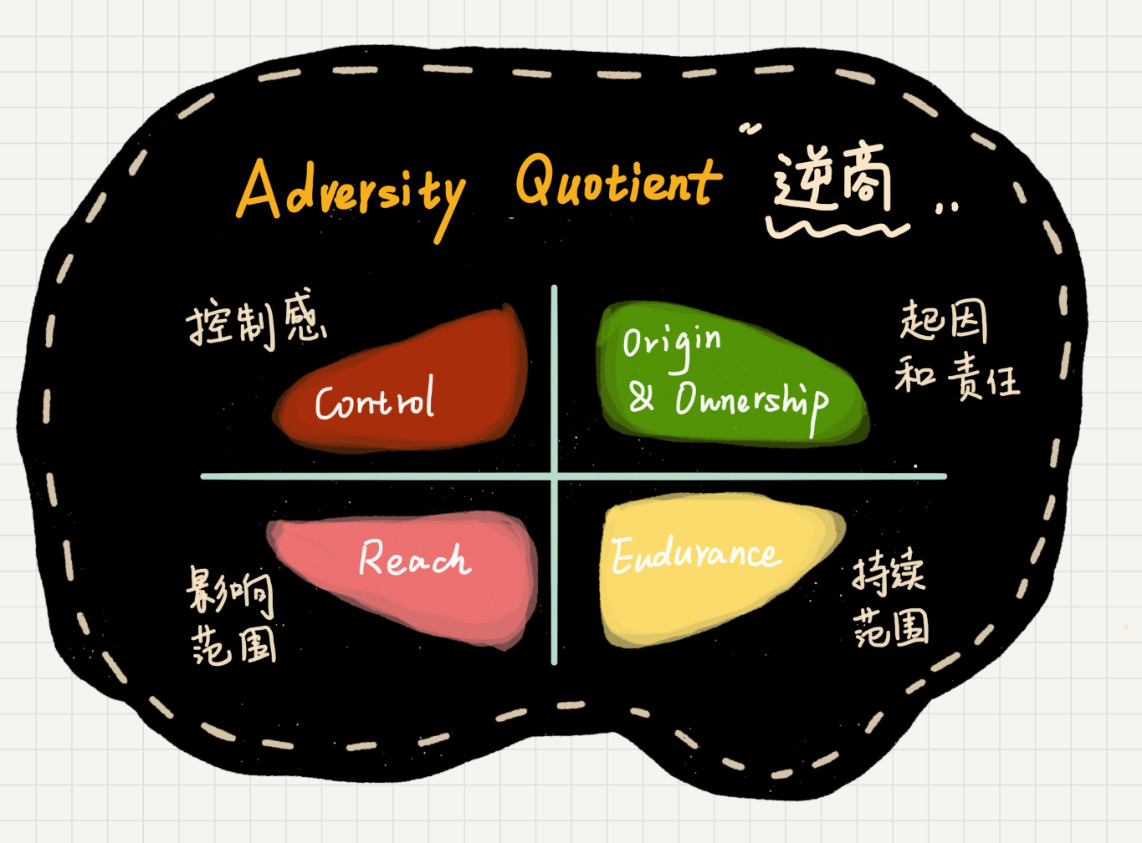 Adversity Quotient "逆商"
控制感
Control
Origin
& Ownership
起因
和责任
Reach
影响
范围
Endurance
持续
范围